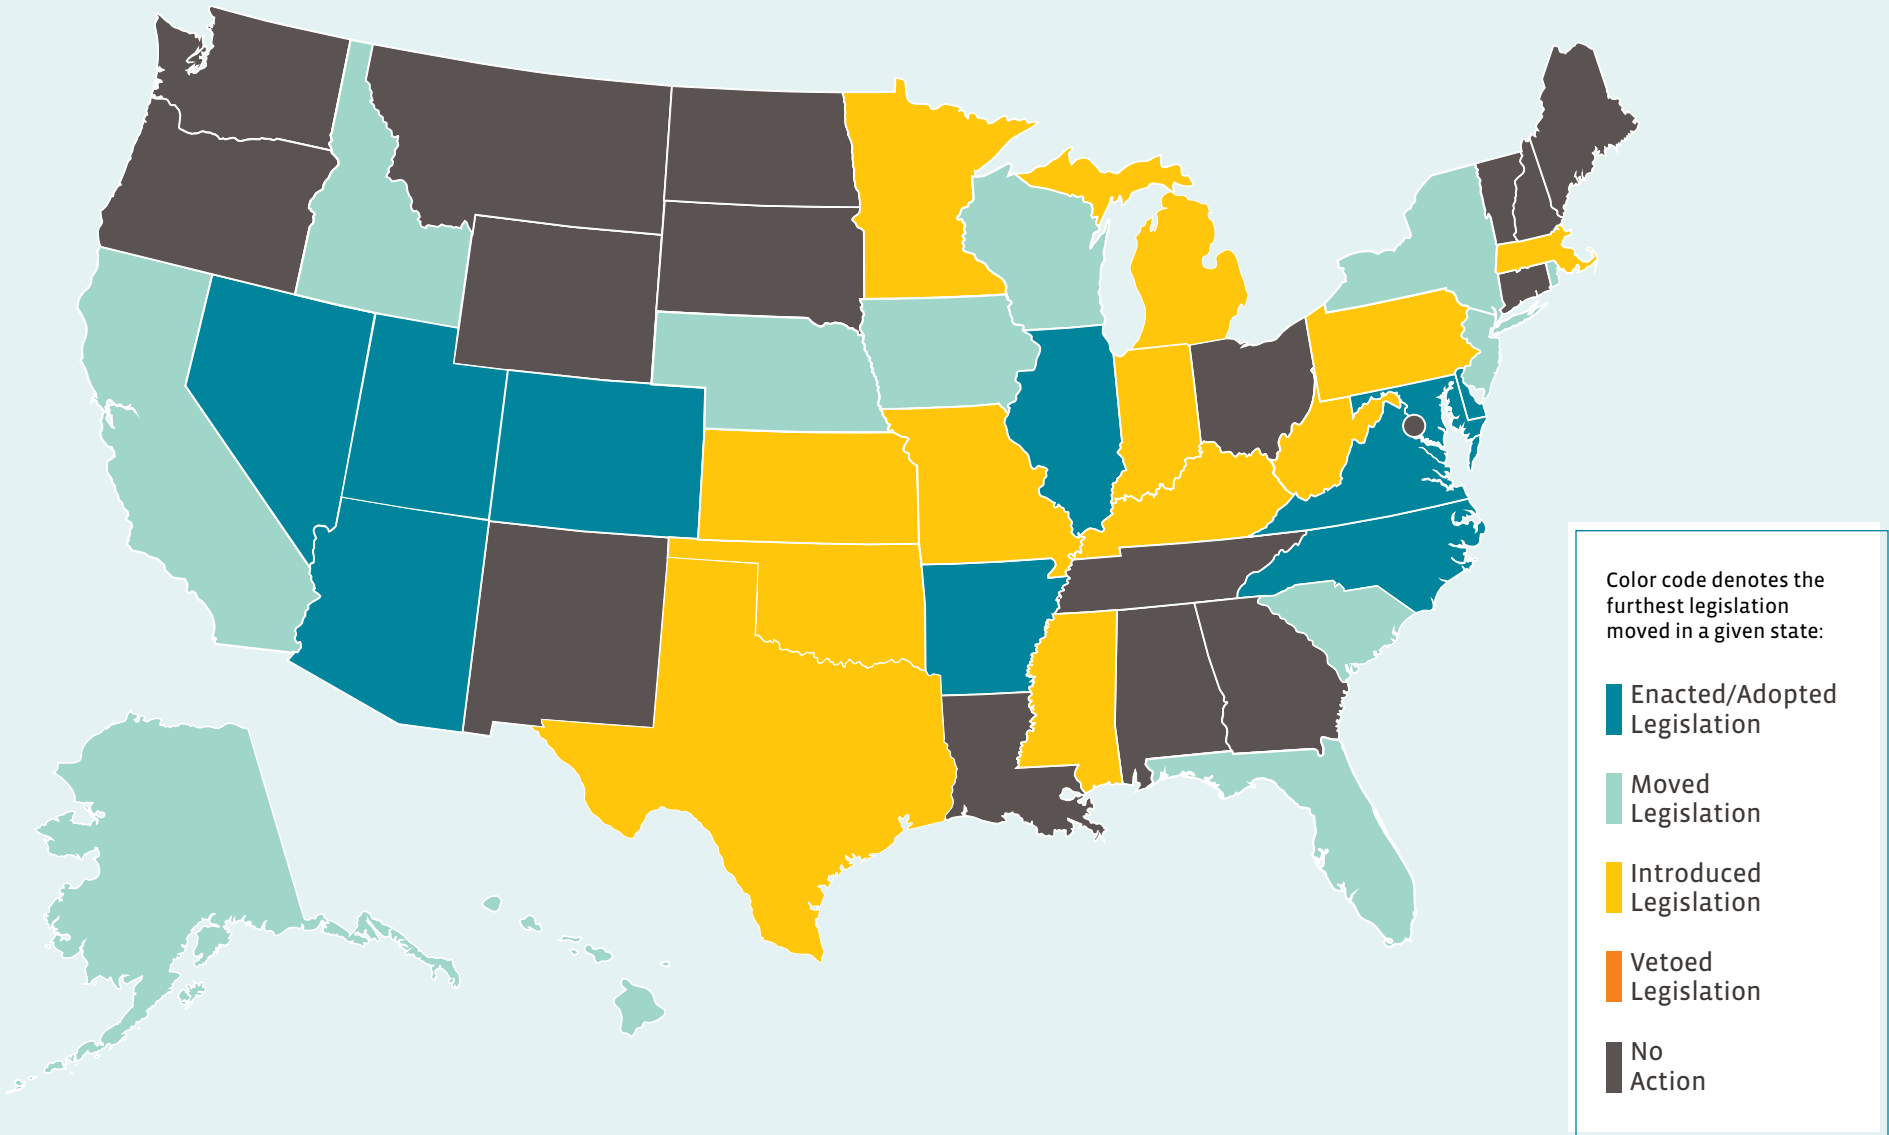 Color code denotes the
furthest legislation
moved in a given state:
Enacted/Adopted
Legislation
Moved
Legislation
Introduced
Legislation
Vetoed
Legislation
No
Action